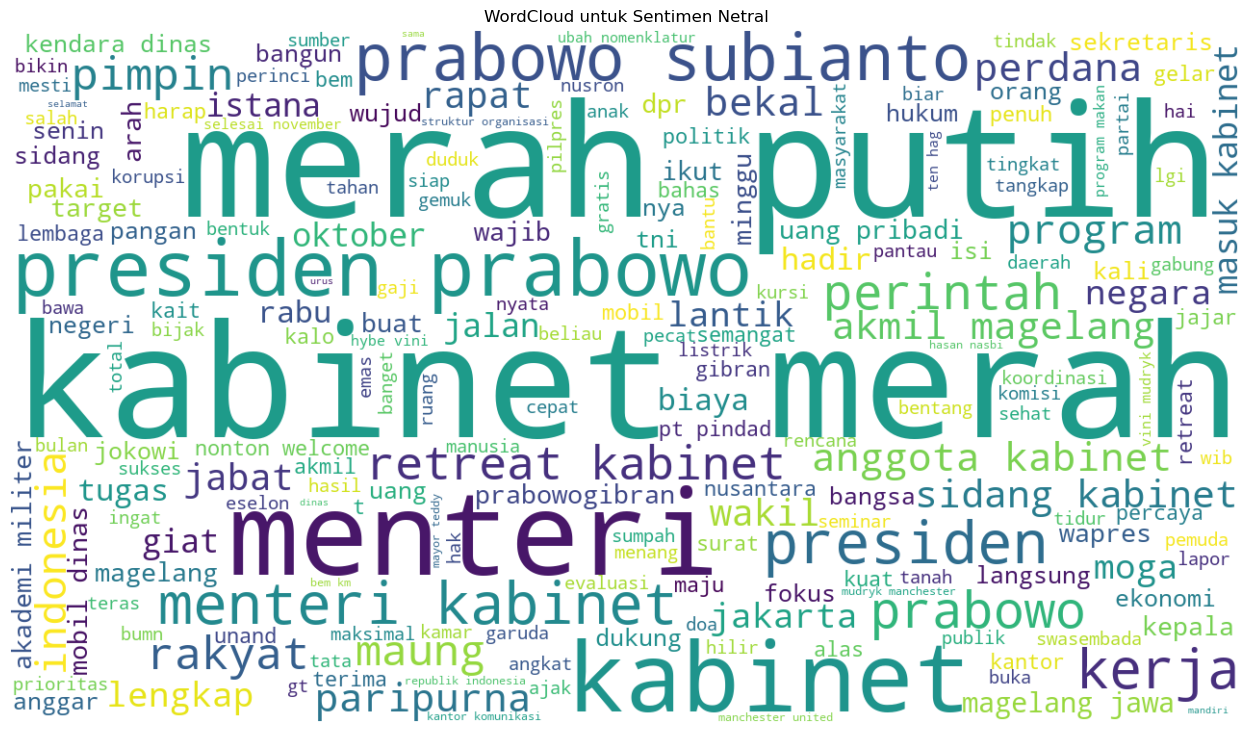 WordCloud untuk Sentimen Netral
kendara dinas
sumber
sama
ubah nomenklatur
tindak
sekretaris
bikin
pimpin
bangun
prabowo subianto
perdana
gelar
mesti
perinci
bem
rapat
nusron
bekal
biar
orang
masuk kabinet
selamat
salah
harap
istana
wujud
struktur organisasi
pilpres
anak
dpr
masyarakat
hukum
penuh
partai
hai
senin
arah
selesai november
merah putih
politik
ten hag
program makan
sidang
korupsi
duduk
siap
ikut
minggu
tingkat
tangkap
lgi
pakai
tahan
gemuk
gratis
bahas
target
nya
bantu
lembaga
pangan
bentuk
oktober
wajib
tni
uang pribadi
program
presiden prabowo
hadir
pantau
isi
daerah
kali
gabung
urus
gaji
kursi
perintah
negara
bawa
kait
rabu
nyata
mobil
lantik
negeri
bijak
kalo
buat
jalan
beliau
pecat
semangat
akmil magelang
jajar
hybe vini
listrik
hasan nasbi
kabinet merah
total
emas
banget
ruang
gibran
koordinasi
vini mudryk
cepat
biaya
bentang
komisi
sehat
retreat
pt pindad
bulan
jokowi
nonton welcome
manusia
rencana
wib
akademi militer
indonesia
sukses
jabat
akmil
retreat kabinet
anggota kabinet
tugas
hasil
uang
prabowogibran
nusantara
bangsa
sidang kabinet
ingat
eselon
dinas
t
menteri
wakil
seminar
tidur
percaya
mobil dinas
giat
mayor teddy
hak
sumpah
menang
surat
presiden
wapres
pemuda
magelang
bem km
evaluasi
maju
fokus
kuat
tanah
langsung
moga
lapor
teras
menteri kabinet
jakarta
mudryk manchester
prabowo
ekonomi
bumn
unand
maksimal
kamar
garuda
dukung
doa
publik
swasembada
kepala
rakyat
tata
maung
angkat
kabinet
hilir
alas
kantor
kerja
prioritas
gt
terima
republik indonesia
ajak
buka
anggar
lengkap
paripurna
kantor komunikasi
manchester united
magelang jawa
mandiri